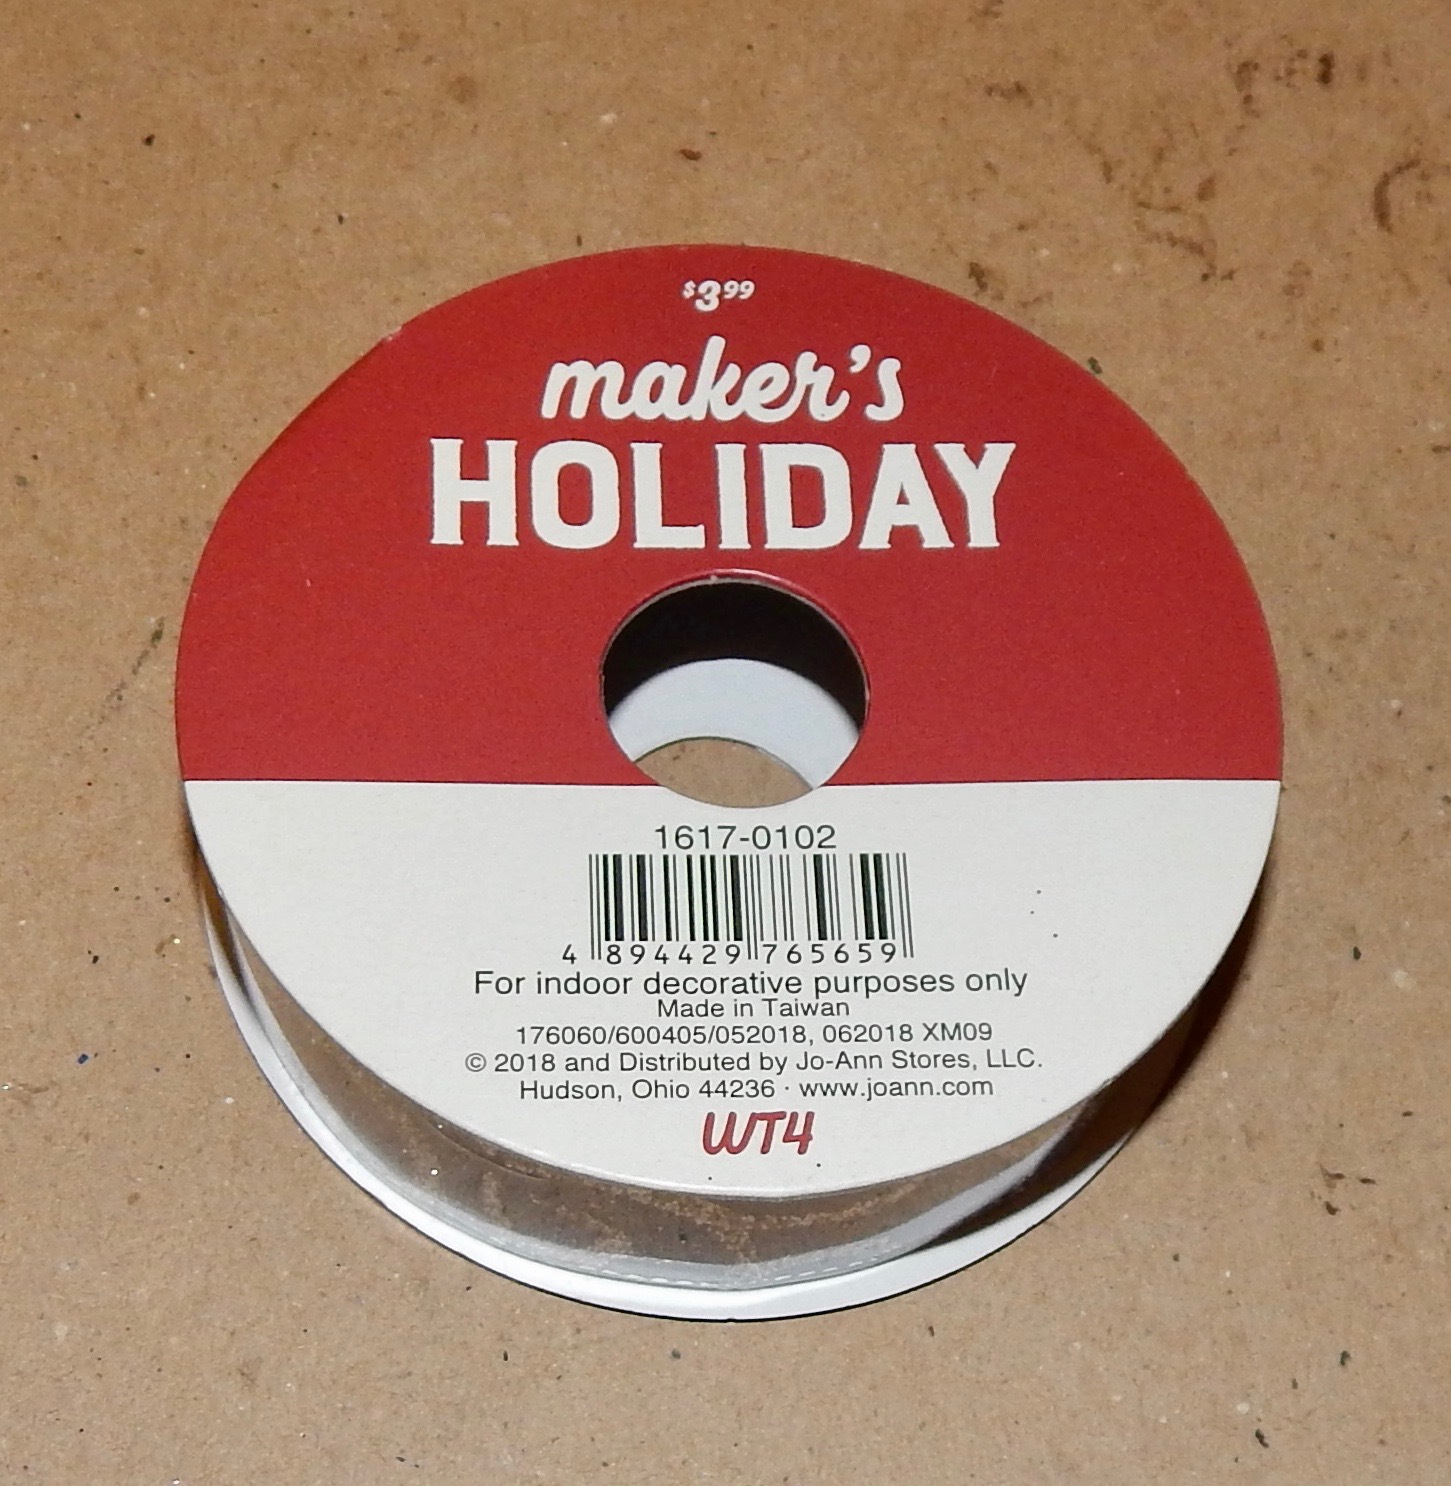 $3.99
maker's
HOLIDAY
1617-0102
4 894429 765659
For indoor decorative purposes only
Made in Taiwan
176060/600405/052018, 062018 XM09
© 2018 and Distributed by Jo-Ann Stores, LLC.
Hudson, Ohio 44236 · www.joann.com
WT4